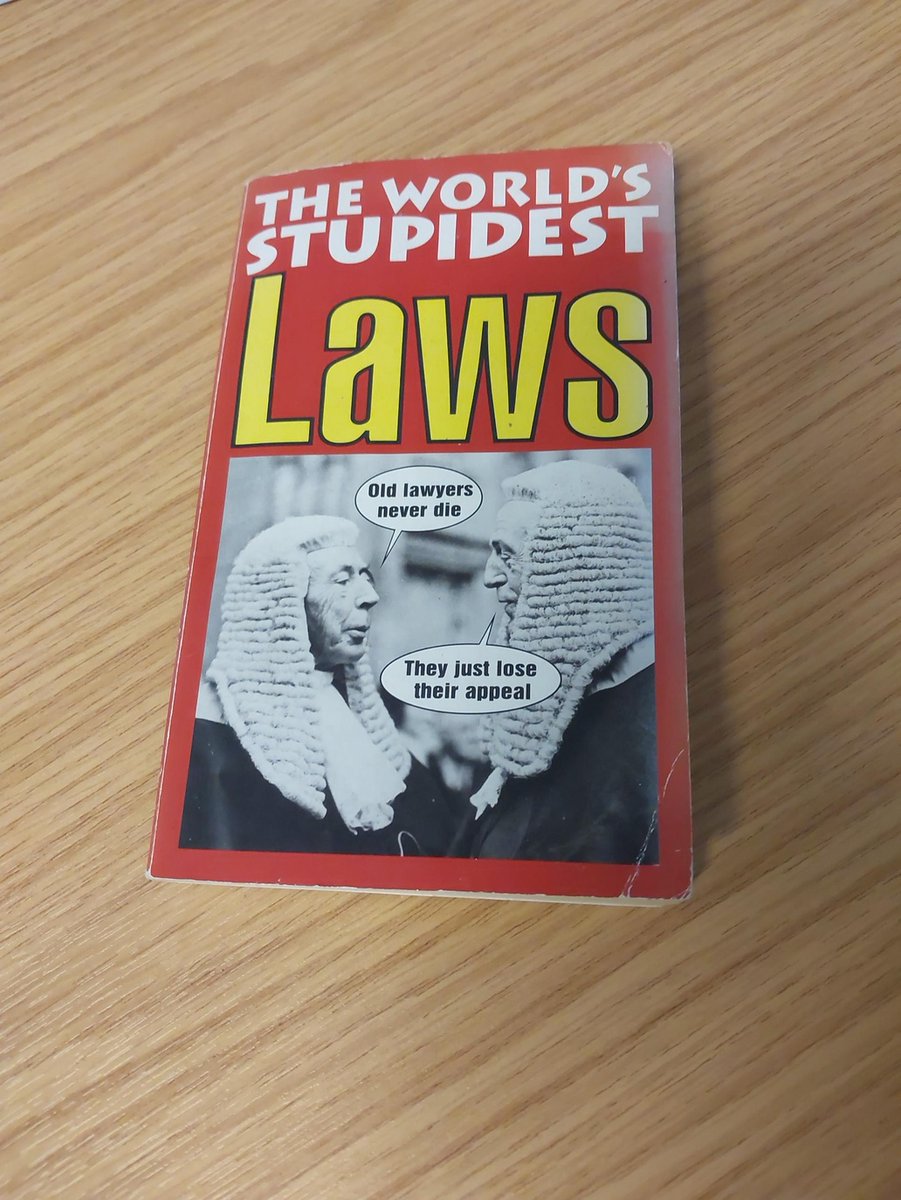 THE WORLD'S
STUPIDEST
Laws
Old lawyers
never die
They just lose
their appeal